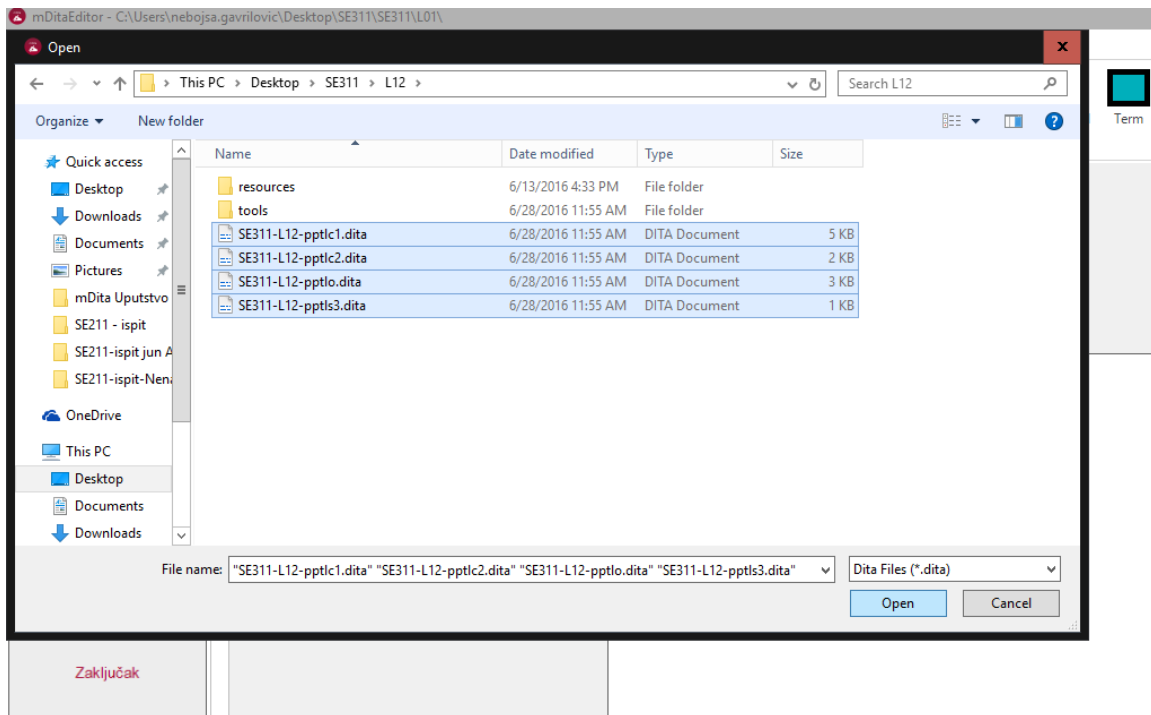 mDitaEditor - C:\Users\nebojsa.gavrilovic\Desktop\SE311\SE311\L01\
Open
x
This PC > Desktop > SE311 > L12 >
Search L12
Organize
New folder
Term
Name
Date modified
Type
Size
Quick access
Desktop
Downloads
Documents
Pictures
mDita Uputstvo
SE211 - ispit
SE211-ispit jun A
SE211-ispit-Nena
OneDrive
This PC
Desktop
Documents
Downloads
resources 6/13/2016 4:33 PM File folder
tools 6/28/2016 11:55 AM File folder
SE311-L12-pptlc1.dita 6/28/2016 11:55 AM DITA Document 5 KB
SE311-L12-pptlc2.dita 6/28/2016 11:55 AM DITA Document 2 KB
SE311-L12-pptlo.dita 6/28/2016 11:55 AM DITA Document 3 KB
SE311-L12-pptls3.dita 6/28/2016 11:55 AM DITA Document 1 KB
File name: "SE311-L12-pptlc1.dita" "SE311-L12-pptlc2.dita" "SE311-L12-pptlo.dita" "SE311-L12-pptls3.dita"
Dita Files (*.dita)
Open
Cancel
Zaključak